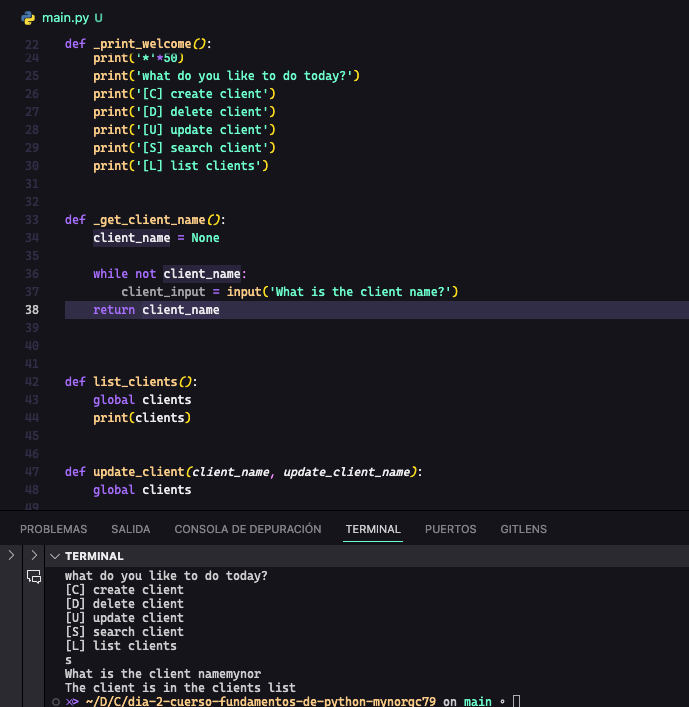 main.py U
22 def _print_welcome():
24 print('*'*50)
25 print('what do you like to do today?')
26 print('[C] create client')
27 print('[D] delete client')
28 print('[U] update client')
29 print('[S] search client')
30 print('[L] list clients')
31
32
33 def _get_client_name():
34 client_name = None
35
36 while not client_name:
37 client_input = input('What is the client name?')
38 return client_name
39
40
41
42 def list_clients():
43 global clients
44 print(clients)
45
46
47 def update_client(client_name, update_client_name):
48 global clients
49
PROBLEMAS SALIDA CONSOLA DE DEPURACIÓN TERMINAL PUERTOS GITLENS
TERMINAL
what do you like to do today?
[C] create client
[D] delete client
[U] update client
[S] search client
[L] list clients
s
What is the client namemynor
The client is in the clients list
~/D/C/dia-2-cuerso-fundamentos-de-python-mynorgc79 on main